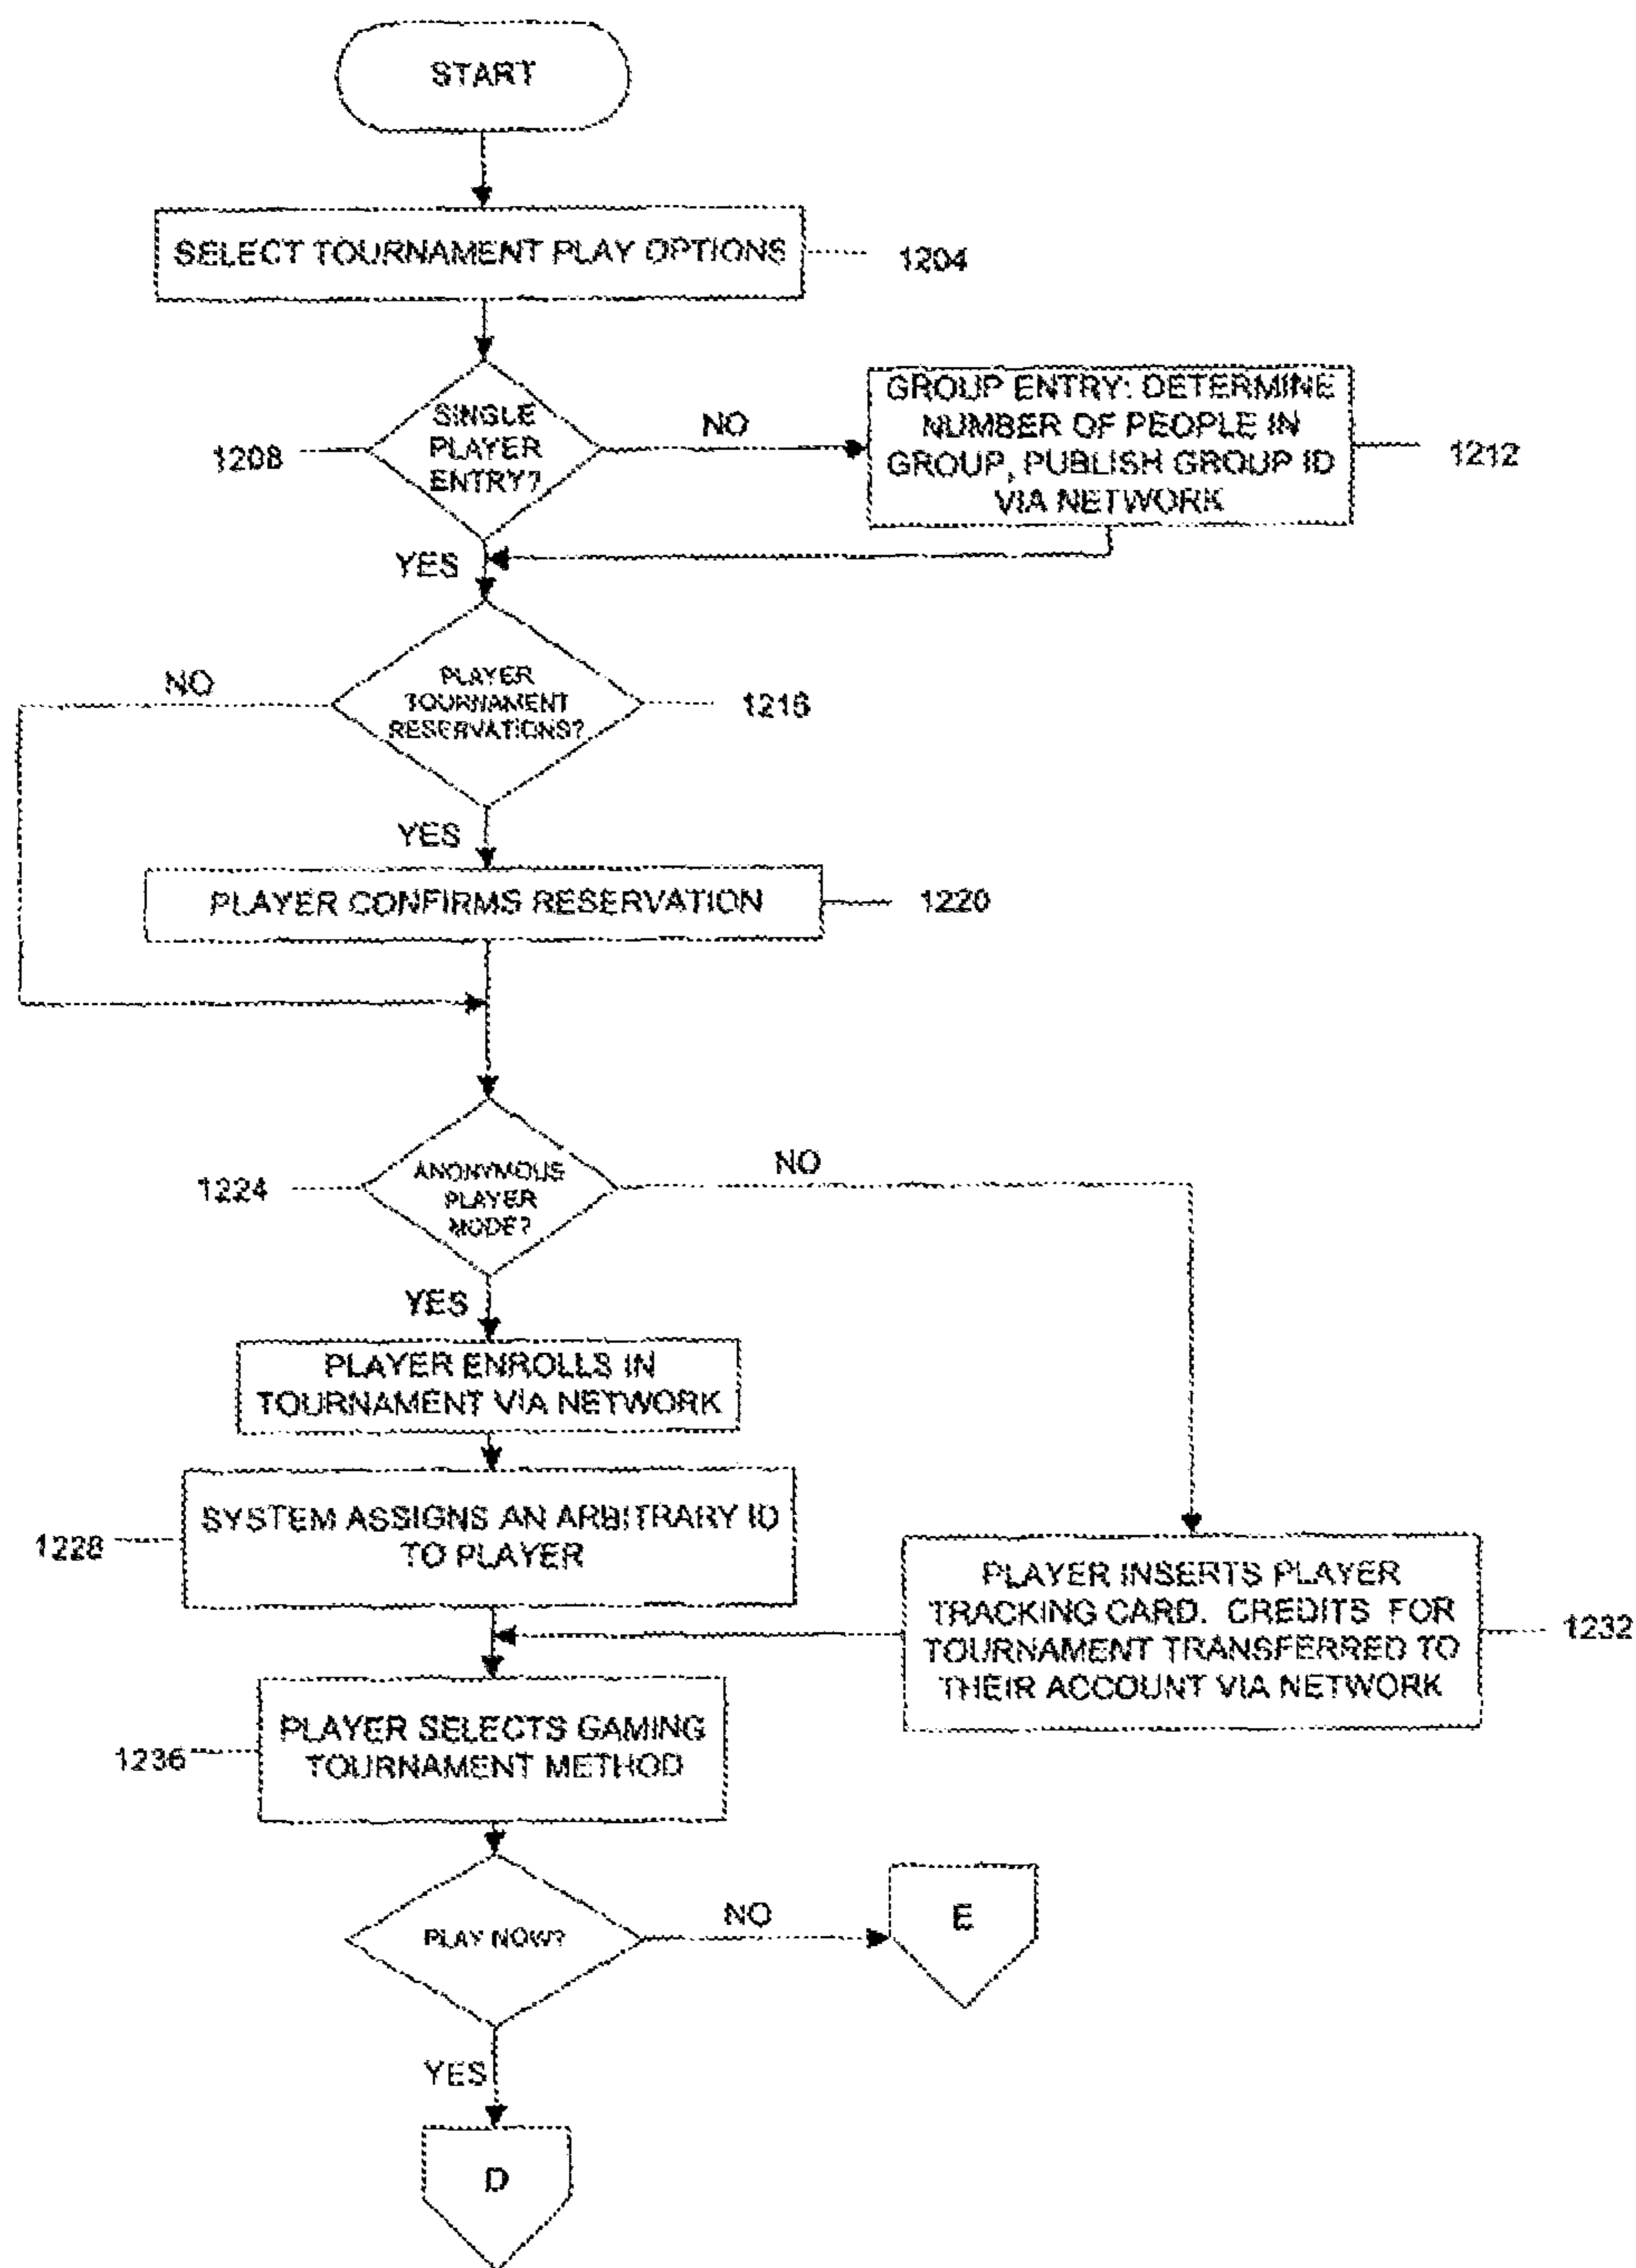 START
SELECT TOURNAMENT PLAY OPTIONS
1204
SINGLE
PLAYER
ENTRY?
1208
NO
GROUP ENTRY: DETERMINE
NUMBER OF PEOPLE IN
GROUP, PUBLISH GROUP ID
VIA NETWORK
1212
YES
PLAYER
TOURNAMENT
RESERVATIONS?
NO
1216
YES
PLAYER CONFIRMS RESERVATION
1220
ANONYMOUS
PLAYER
MODE?
1224
NO
YES
PLAYER ENROLLS IN
TOURNAMENT VIA NETWORK
SYSTEM ASSIGNS AN ARBITRARY ID
TO PLAYER
1228
PLAYER INSERTS PLAYER
TRACKING CARD. CREDITS FOR
TOURNAMENT TRANSFERRED TO
THEIR ACCOUNT VIA NETWORK
1232
PLAYER SELECTS GAMING
TOURNAMENT METHOD
1236
PLAY NOW?
NO
E
YES
D